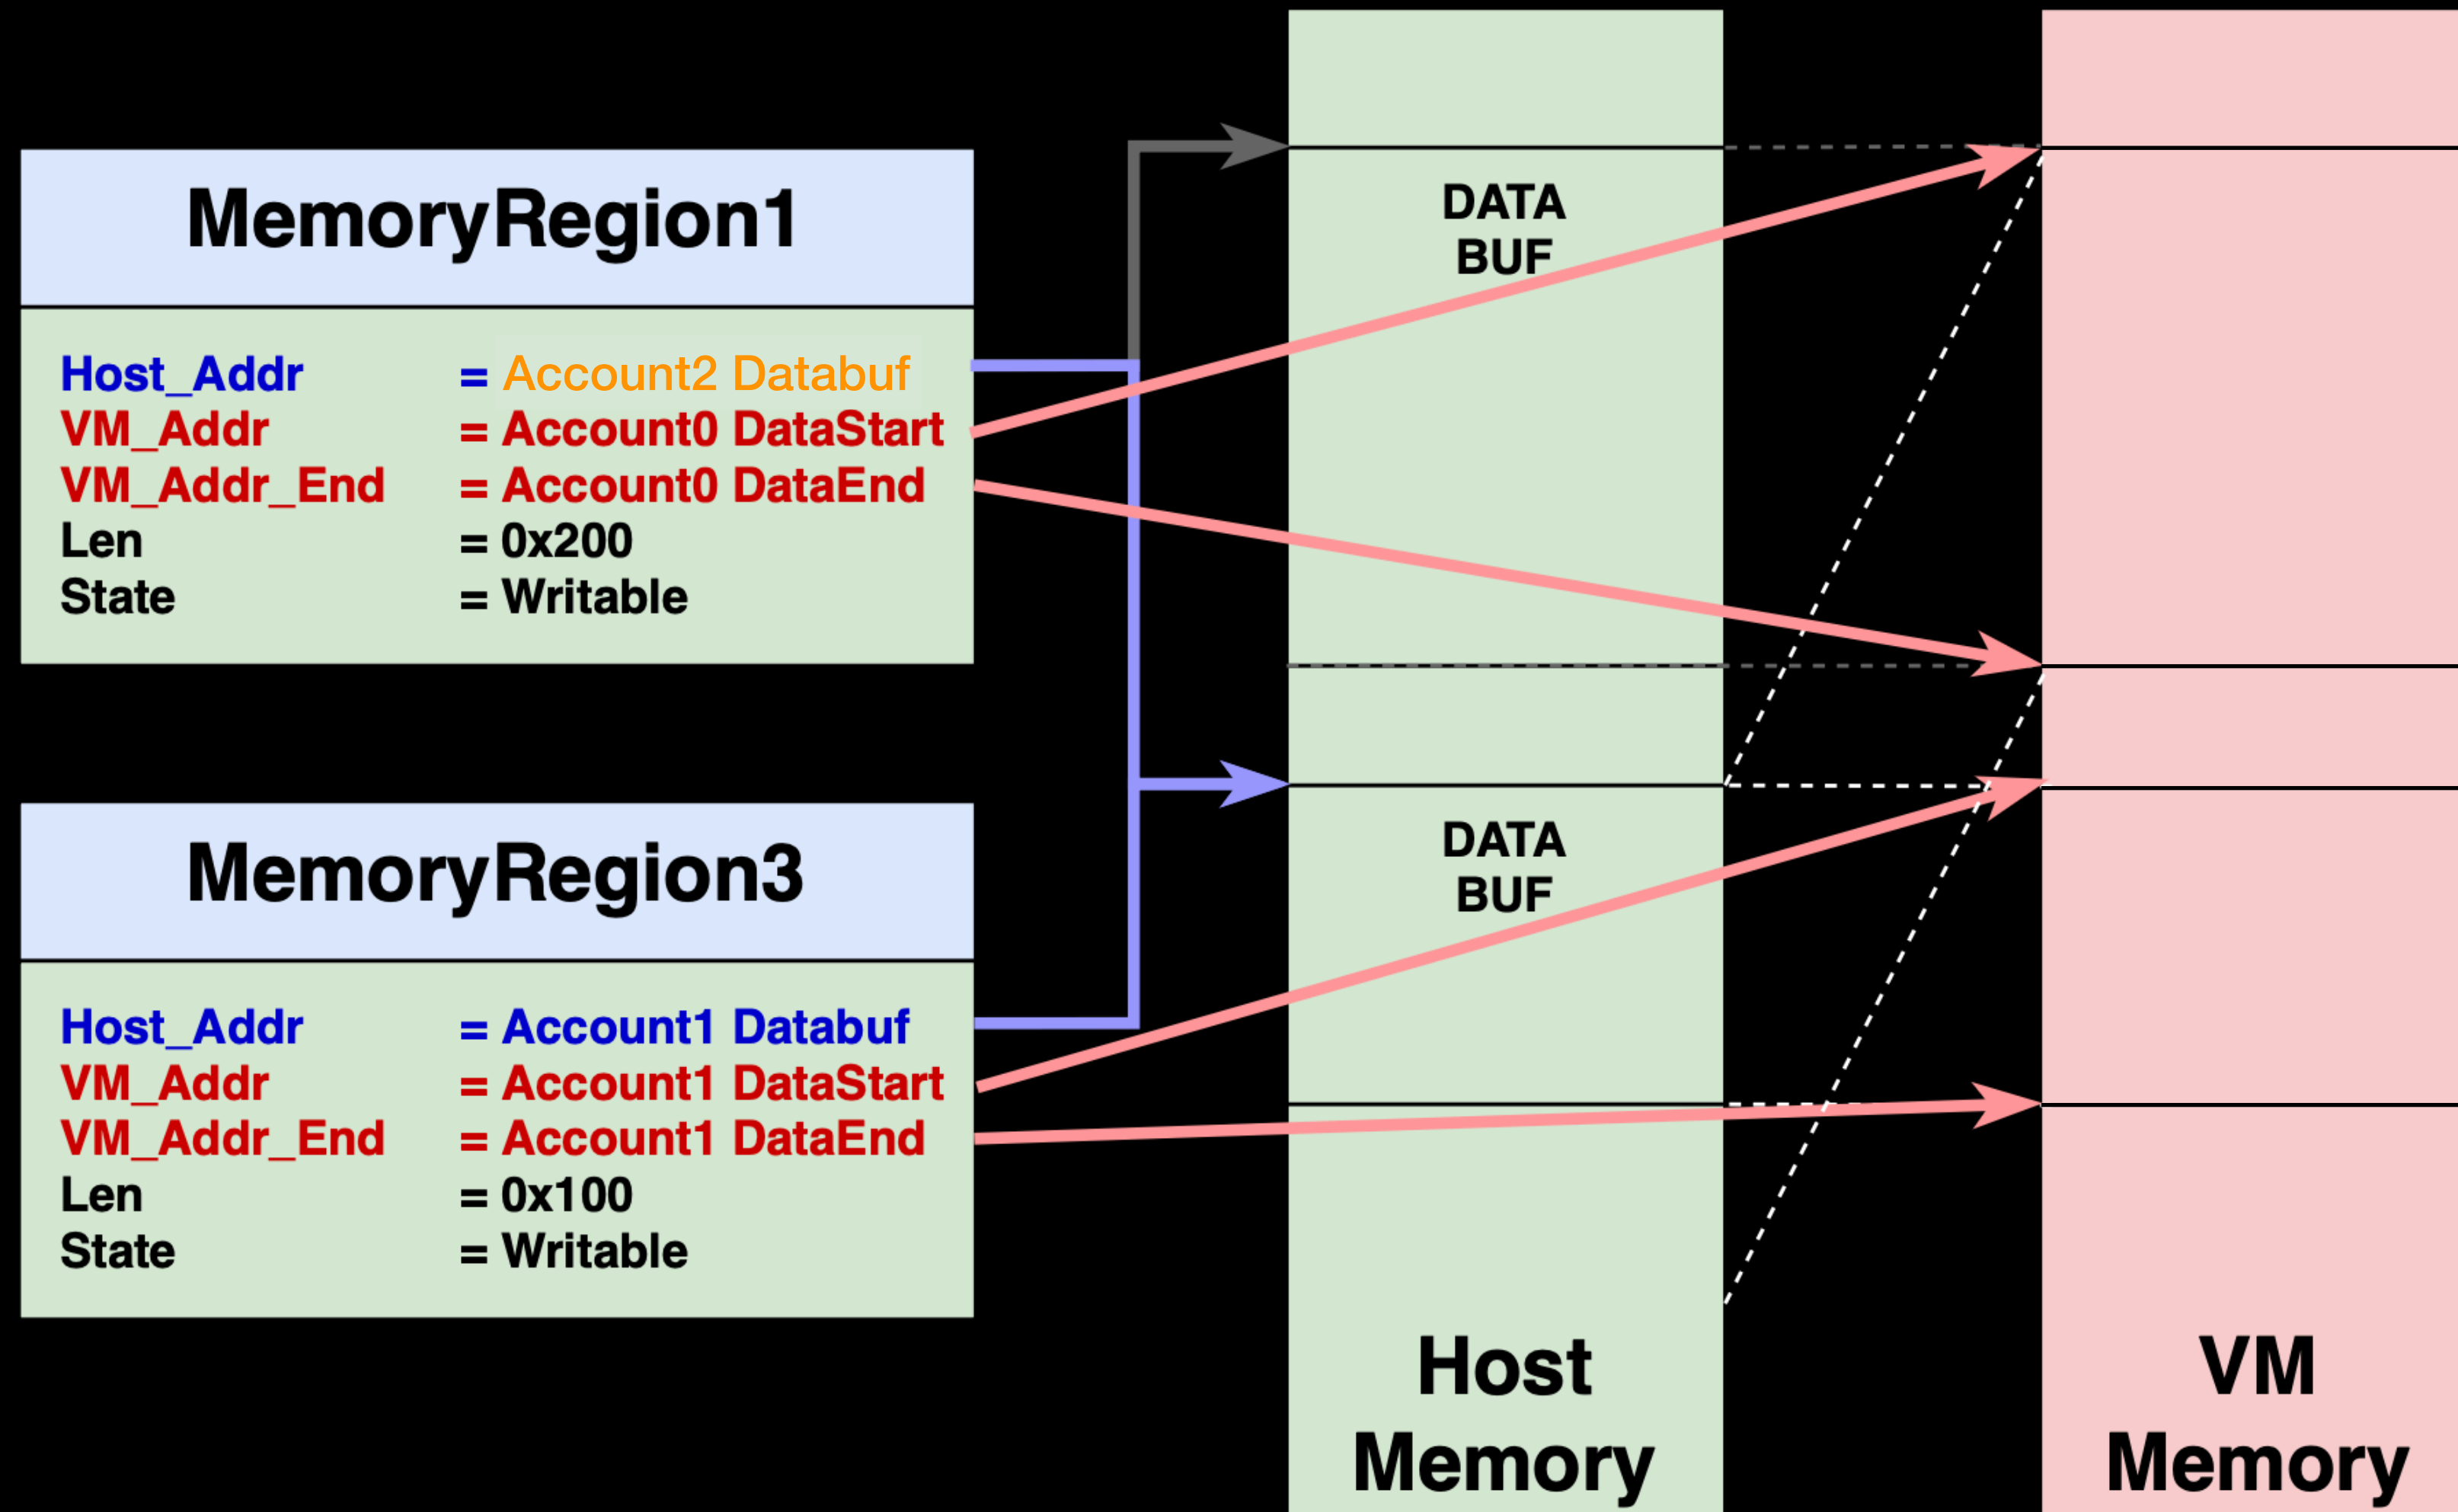 MemoryRegion1
Host_Addr = Account2 Databuf
VM_Addr = Account0 DataStart
VM_Addr_End = Account0 DataEnd
Len = 0x200
State = Writable
MemoryRegion3
Host_Addr = Account1 Databuf
VM_Addr = Account1 DataStart
VM_Addr_End = Account1 DataEnd
Len = 0x100
State = Writable
DATA
BUF
DATA
BUF
Host
Memory
VM
Memory